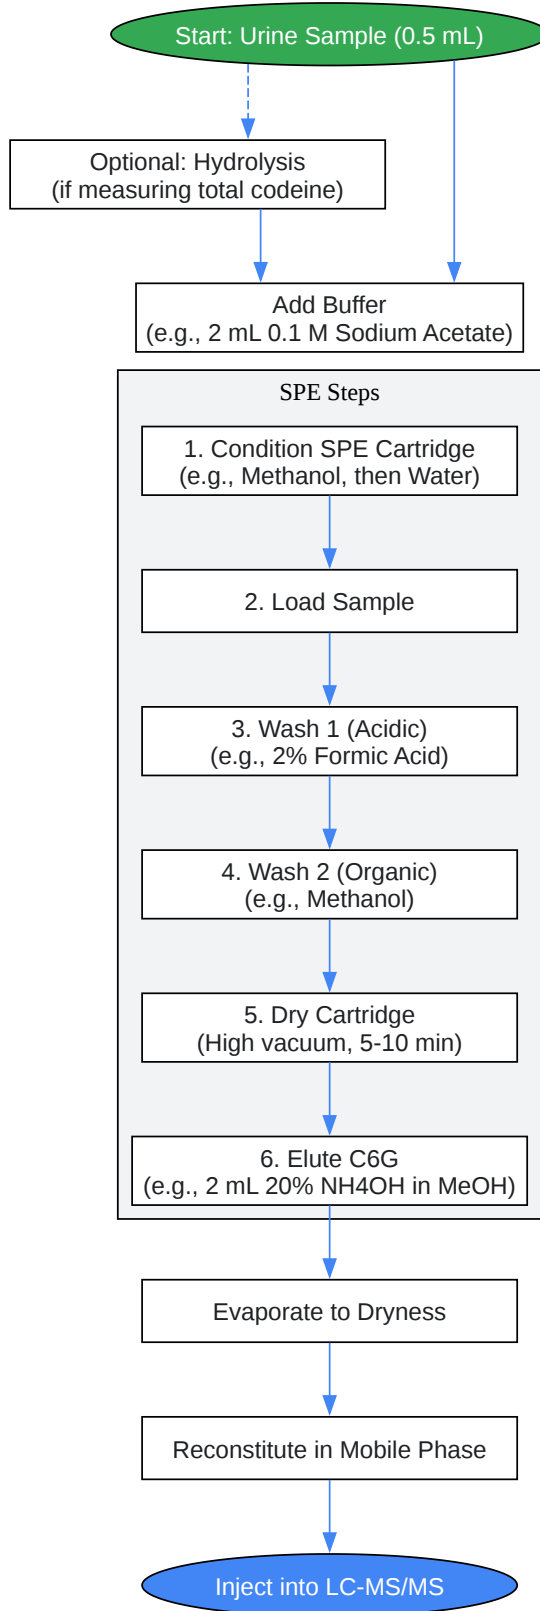 Start: Urine Sample (0.5 mL)
Optional: Hydrolysis
(if measuring total codeine)
Add Buffer
(e.g., 2 mL 0.1 M Sodium Acetate)
SPE Steps
1. Condition SPE Cartridge
(e.g., Methanol, then Water)
2. Load Sample
3. Wash 1 (Acidic)
(e.g., 2% Formic Acid)
4. Wash 2 (Organic)
(e.g., Methanol)
5. Dry Cartridge
(High vacuum, 5-10 min)
6. Elute C6G
(e.g., 2 mL 20% NH4OH in MeOH)
Evaporate to Dryness
Reconstitute in Mobile Phase
Inject into LC-MS/MS